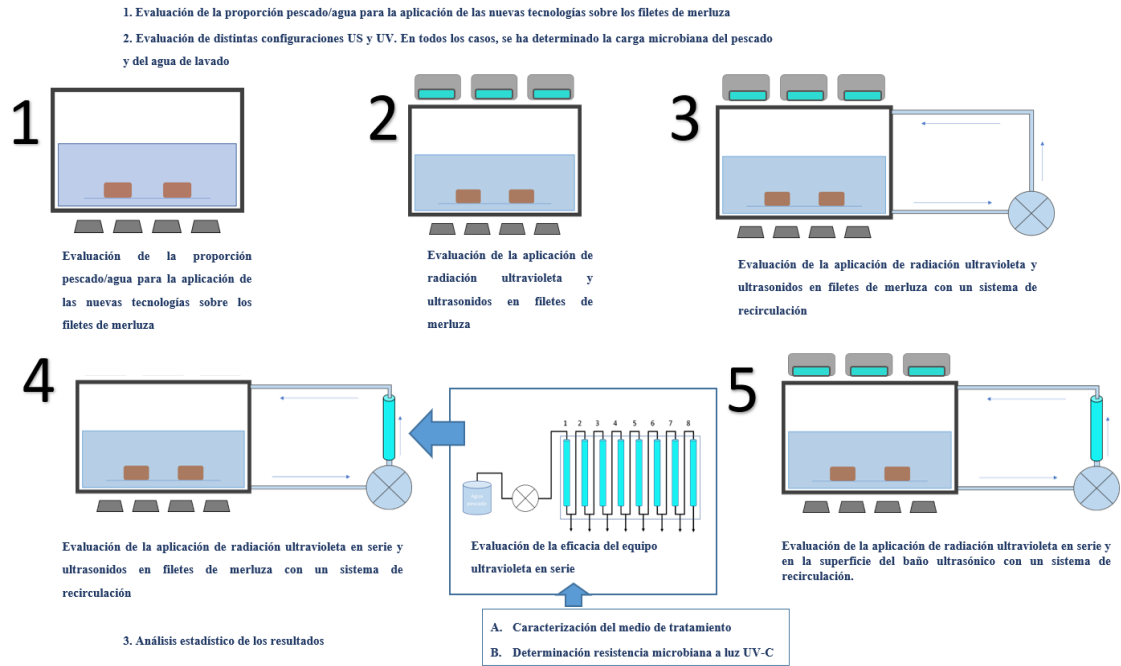 1. Evaluación de la proporción pescado/agua para la aplicación de las nuevas tecnologías sobre los filetes de merluza
2. Evaluación de distintas configuraciones US y UV. En todos los casos, se ha determinado la carga microbiana del pescado
y del agua de lavado
1
Evaluación de la proporción
pescado/agua para la aplicación de
las nuevas tecnologías sobre los
filetes de merluza
2
Evaluación de la aplicación de
radiación ultravioleta y
ultrasonidos en filetes de
merluza
3
Evaluación de la aplicación de radiación ultravioleta y
ultrasonidos en filetes de merluza con un sistema de
recirculación
4
Evaluación de la aplicación de radiación ultravioleta en serie y
ultrasonidos en filetes de merluza con un sistema de
recirculación
1 2 3 4 5 6 7 8
Agua
Evaluación de la eficacia del equipo
ultravioleta en serie
5
Evaluación de la aplicación de radiación ultravioleta en serie y
en la superficie del baño ultrasónico con un sistema de
recirculación.
3. Análisis estadístico de los resultados
A. Caracterización del medio de tratamiento
B. Determinación resistencia microbiana a luz UV-C